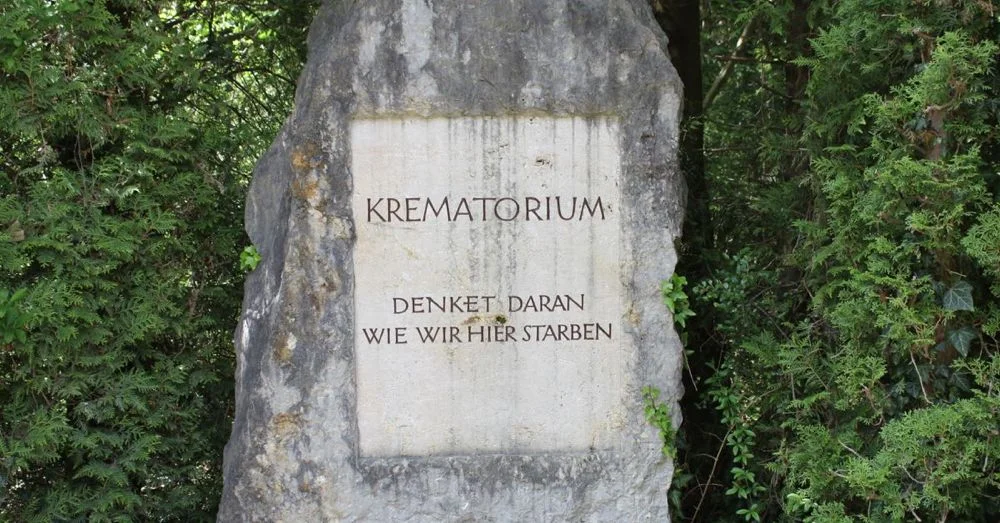 KREMATORIUM
DENKET DARAN
WIE WIR HIER STARBEN